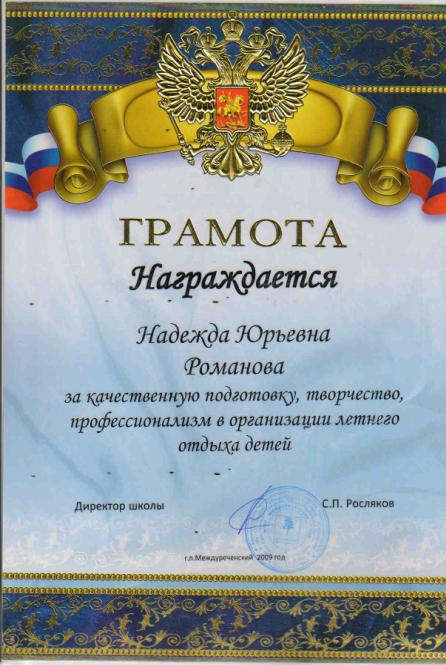 ГРАМОТА
Награждается
Надежда Юрьевна
Романова
за качественную подготовку, творчество,
профессионализм в организации летнего
отдыха детей
Директор школы С.П. Росляков
г.п.Междуреченский 2009 год